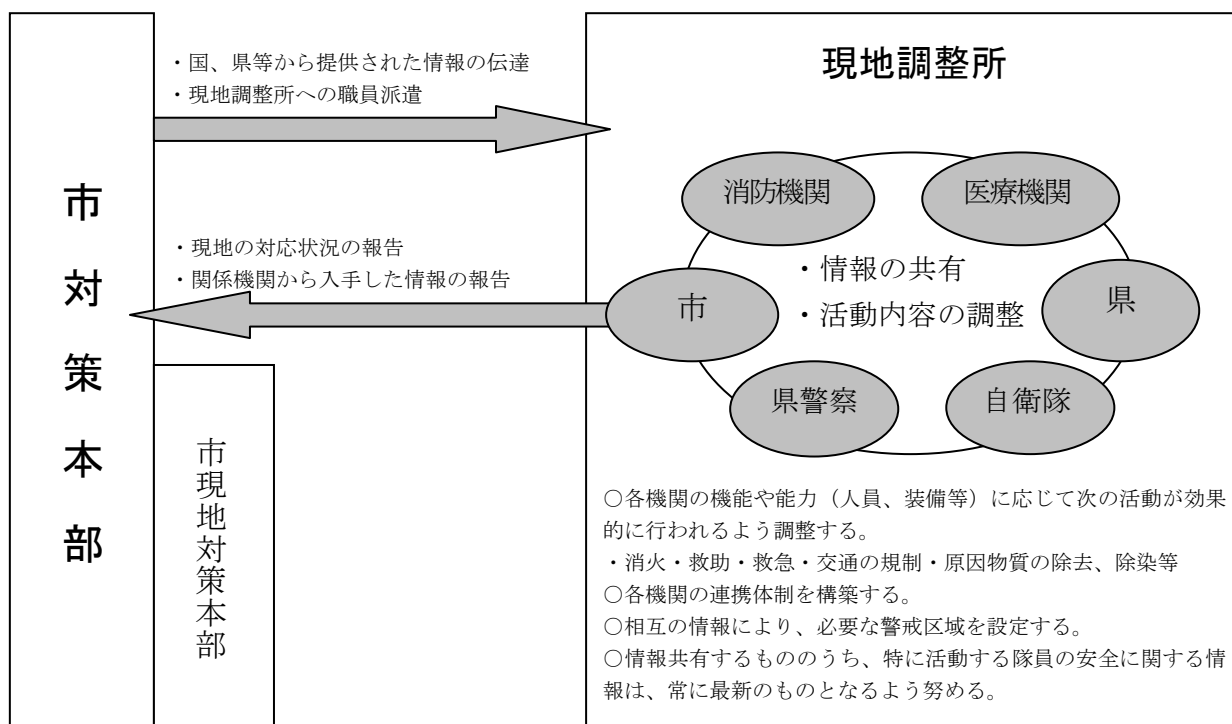 市対策本部
・国、県等から提供された情報の伝達
・現地調整所への職員派遣
・現地の対応状況の報告
・関係機関から入手した情報の報告
市現地対策本部
現地調整所
消防機関
医療機関
・情報の共有
・活動内容の調整
市
県
県警察
自衛隊
○各機関の機能や能力（人員、装備等）に応じて次の活動が効果
的に行われるよう調整する。
・消火・救助・救急・交通の規制・原因物質の除去、除染等
○各機関の連携体制を構築する。
○相互の情報により、必要な警戒区域を設定する。
○情報共有するもののうち、特に活動する隊員の安全に関する情
報は、常に最新のものとなるよう努める。